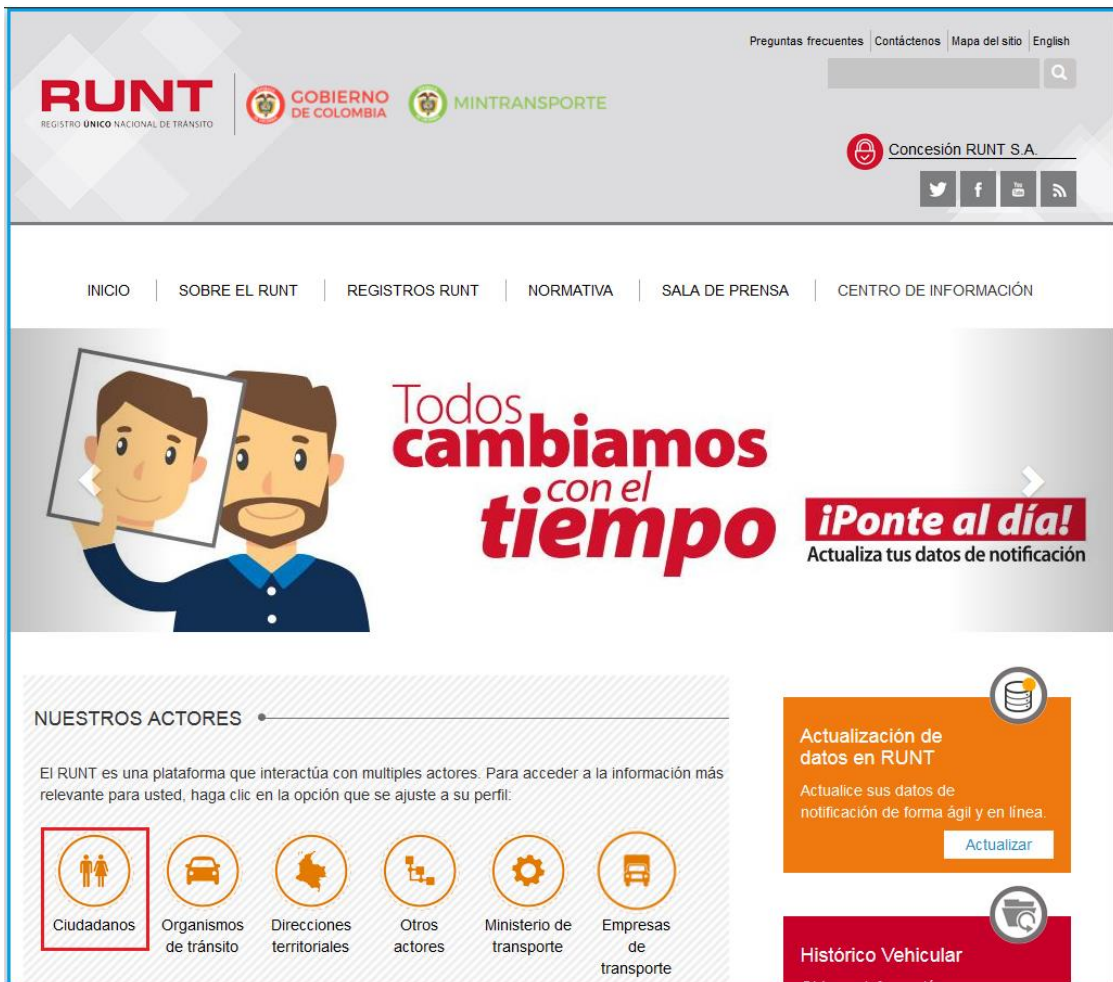 Preguntas frecuentes | Contáctenos | Mapa del sitio | English
RUNT
REGISTRO ÚNICO NACIONAL DE TRÁNSITO
GOBIERNO
DE COLOMBIA
MINTRANSPORTE
Concesión RUNT S.A.
You
Tube
INICIO | SOBRE EL RUNT | REGISTROS RUNT | NORMATIVA | SALA DE PRENSA | CENTRO DE INFORMACIÓN
Todos
cambiamos
con el
tiempo
¡Ponte al día!
Actualiza tus datos de notificación
NUESTROS ACTORES
El RUNT es una plataforma que interactúa con multiples actores. Para acceder a la información más
relevante para usted, haga clic en la opción que se ajuste a su perfil:
Ciudadanos
Organismos
de tránsito
Direcciones
territoriales
Otros
actores
Ministerio de
transporte
Empresas
de
transporte
Actualización de
datos en RUNT
Actualice sus datos de
notificación de forma ágil y en línea.
Actualizar
Histórico Vehicular